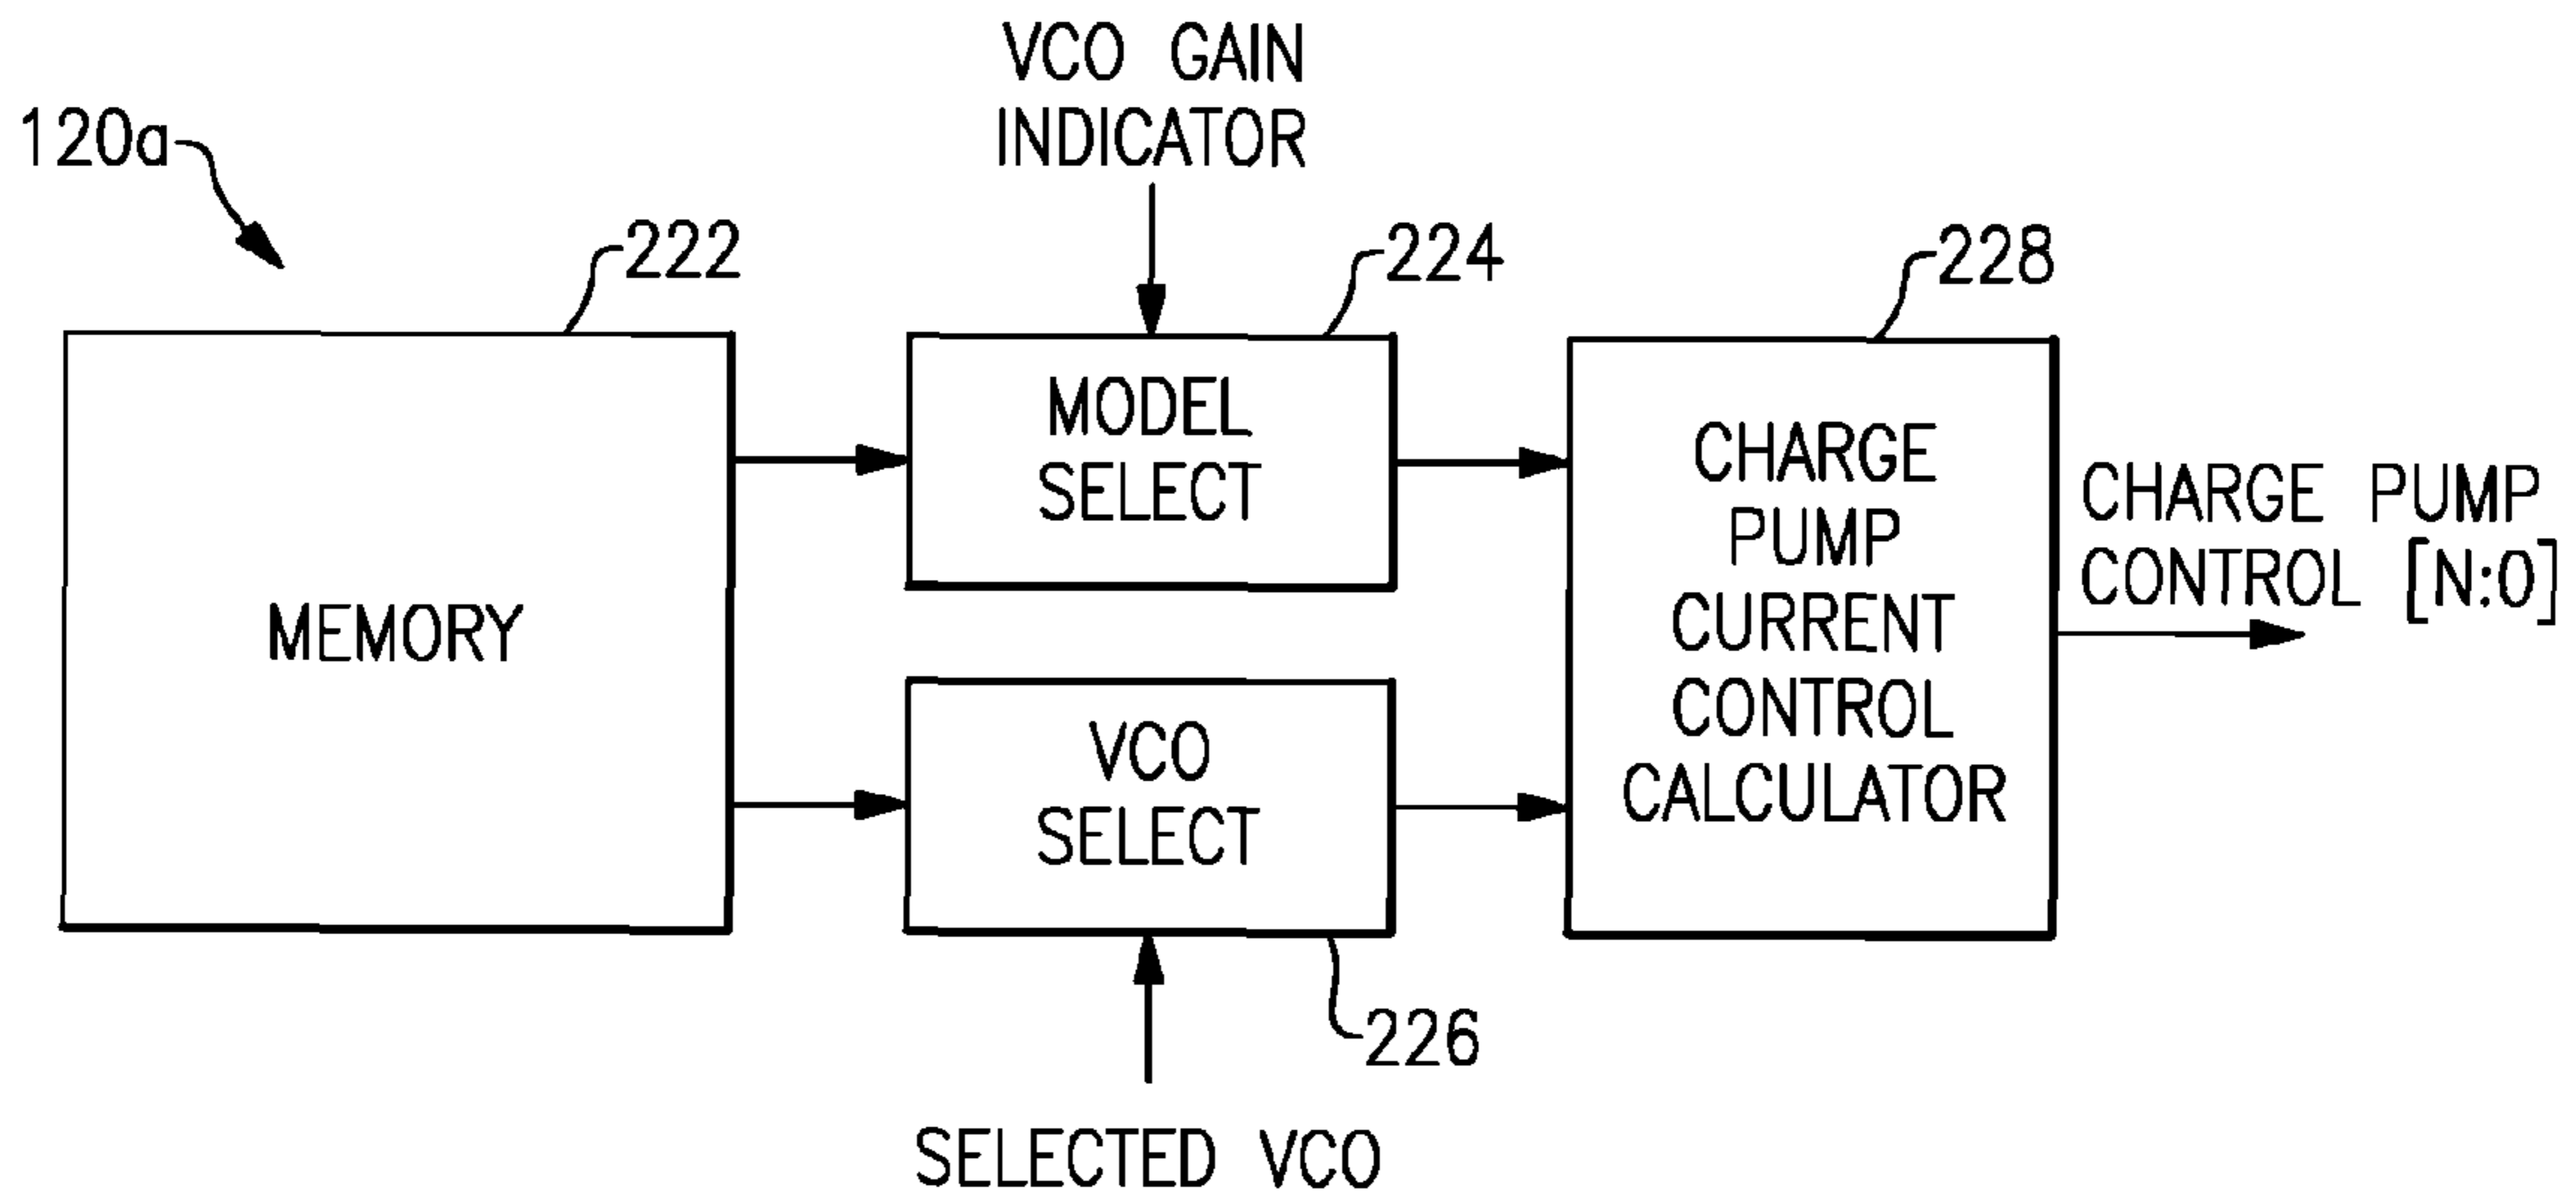 VCO GAIN
INDICATOR
120a
222
224
228
MEMORY
MODEL
SELECT
VCO
SELECT
CHARGE
PUMP
CURRENT
CONTROL
CALCULATOR
CHARGE PUMP
CONTROL [N:0]
226
SELECTED VCO